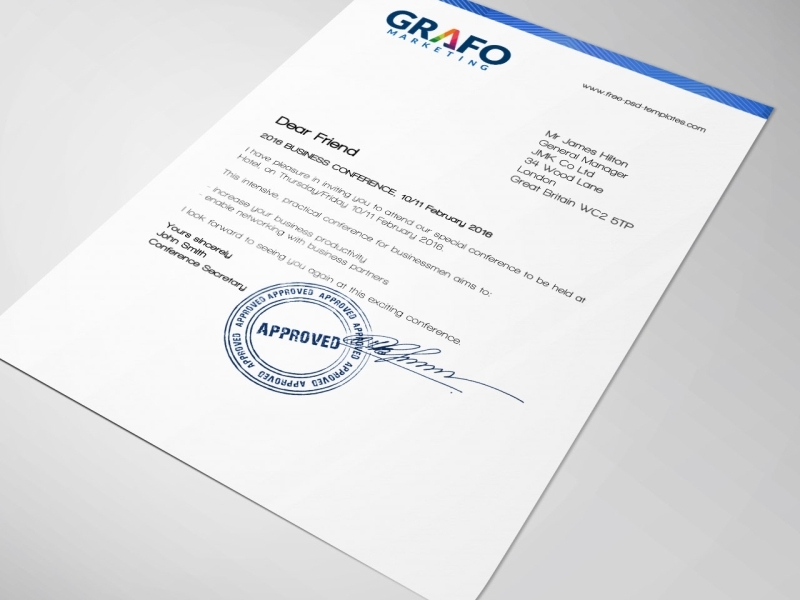 GRAFO
MARKETING
www.free-psd-templates.com
Mr James Hilton
General Manager
JMK Co Ltd
34 Wood Lane
London
Great Britain WC2 5TP
Dear Friend
2016 BUSINESS CONFERENCE, 10/11 February 2016
I have pleasure in inviting you to attend our special conference to be held at
Hotel, on Thursday/Friday 10/11 February 2016.
This intensive, practical conference for businessmen aims to:
- increase your business productivity
- enable networking with business partners
I look forward to seeing you again at this exciting conference.
Yours sincerely
John Smith
Conference Secretary
APPROVED APPROVED APPROVED APPROVED APPROVED APPROVED APPROVED
APPROVED